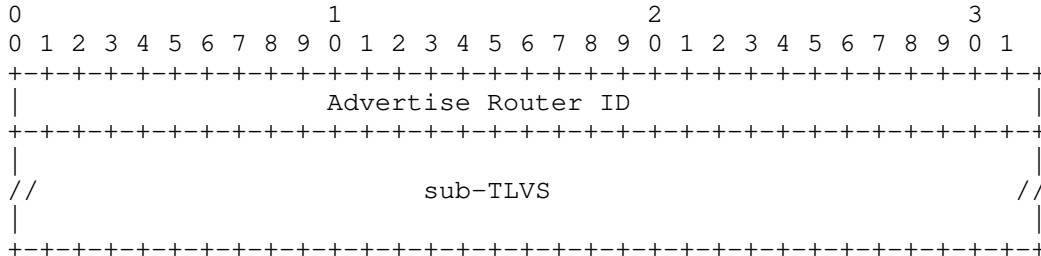 0                   1                   2                   3
0 1 2 3 4 5 6 7 8 9 0 1 2 3 4 5 6 7 8 9 0 1 2 3 4 5 6 7 8 9 0 1
+-+-+-+-+-+-+-+-+-+-+-+-+-+-+-+-+-+-+-+-+-+-+-+-+-+-+-+-+-+-+-+-+
|                   Advertise Router ID                         |
+-+-+-+-+-+-+-+-+-+-+-+-+-+-+-+-+-+-+-+-+-+-+-+-+-+-+-+-+-+-+-+-+
|                                                               |
//                        sub-TLVS                             //
|                                                               |
+-+-+-+-+-+-+-+-+-+-+-+-+-+-+-+-+-+-+-+-+-+-+-+-+-+-+-+-+-+-+-+-+